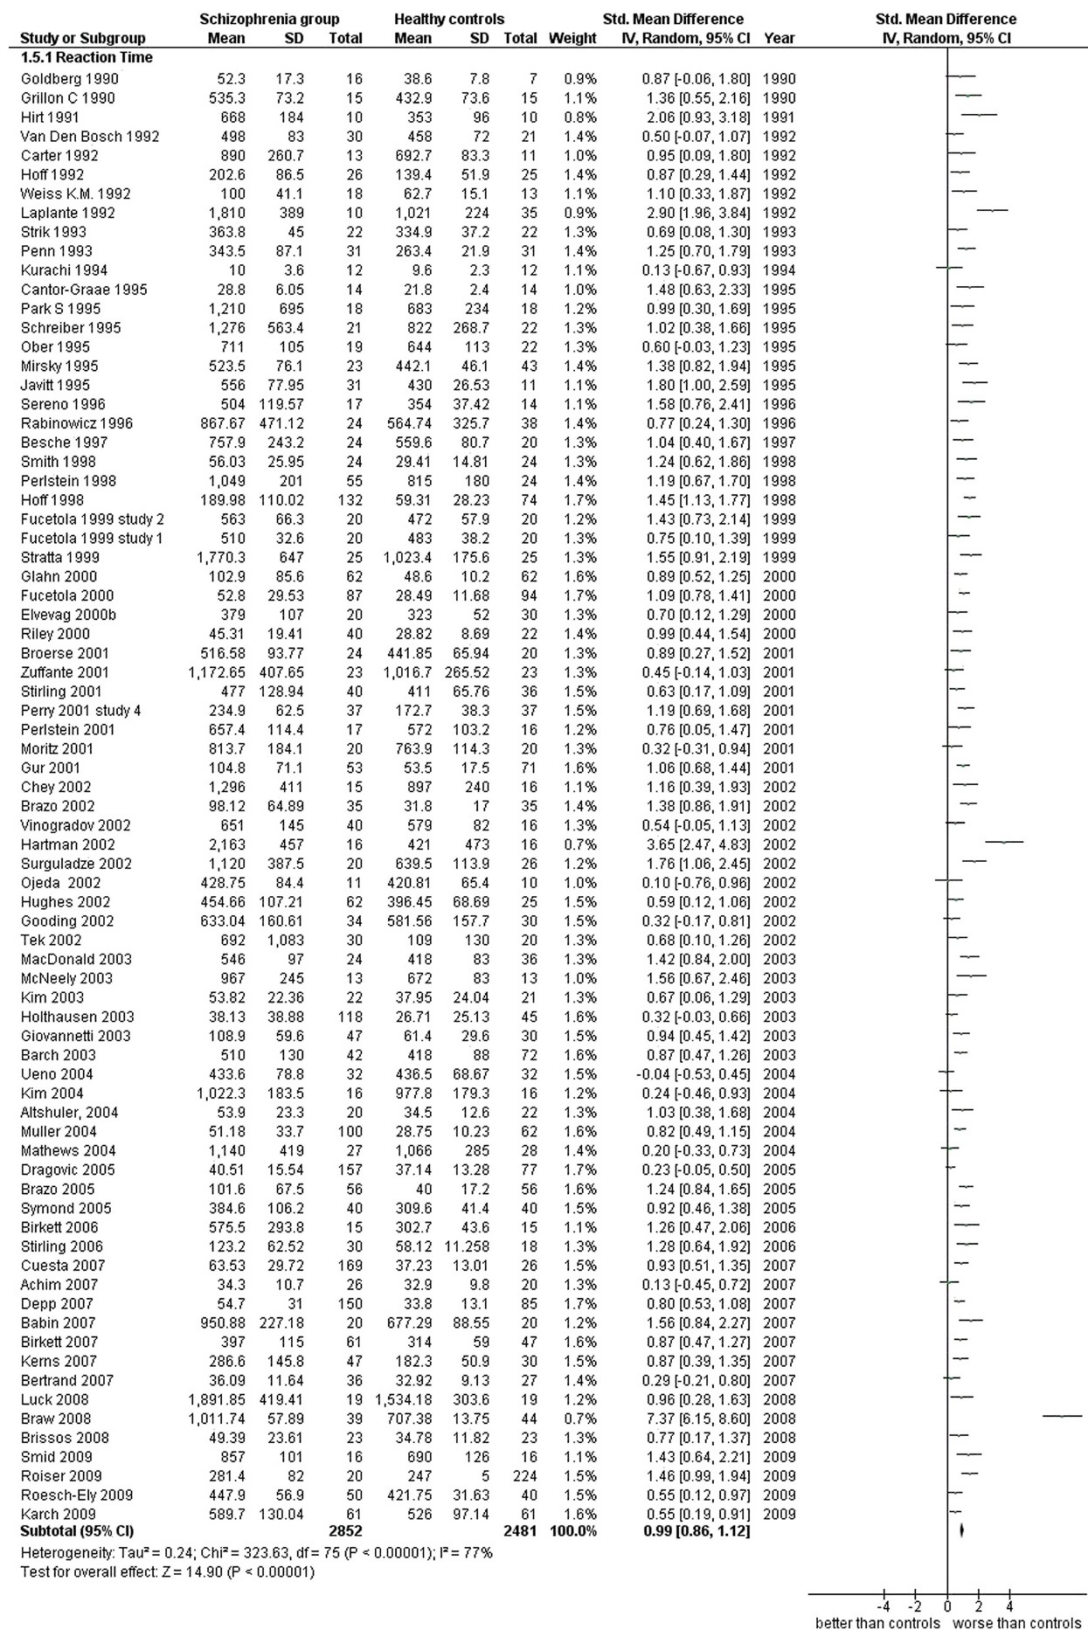 Schizophrenia group Healthy controls Std. Mean Difference Std. Mean Difference
Study or Subgroup Mean SD Total Mean SD Total Weight IV, Random, 95% CI Year IV, Random, 95% CI
1.5.1 Reaction Time
Goldberg 1990 52.3 17.3 16 38.6 7.8 7 0.9% 0.87 [-0.06, 1.80] 1990
Grillon C 1990 535.3 73.2 15 432.9 73.6 15 1.1% 1.36 [0.55, 2.16] 1990
Hirt 1991 668 184 10 353 96 10 0.8% 2.06 [0.93, 3.18] 1991
Van Den Bosch 1992 498 83 30 458 72 21 1.4% 0.50 [-0.07, 1.07] 1992
Carter 1992 890 260.7 13 692.7 83.3 11 1.0% 0.95 [0.09, 1.80] 1992
Hoff 1992 202.6 86.5 26 139.4 51.9 25 1.4% 0.87 [0.29, 1.44] 1992
Weiss K.M. 1992 100 41.1 18 62.7 15.1 13 1.1% 1.10 [0.33, 1.87] 1992
Laplante 1992 1,810 389 10 1,021 224 35 0.9% 2.90 [1.96, 3.84] 1992
Strik 1993 363.8 45 22 334.9 37.2 22 1.3% 0.69 [0.08, 1.30] 1993
Penn 1993 343.5 87.1 31 263.4 21.9 31 1.4% 1.25 [0.70, 1.79] 1993
Kurachi 1994 10 3.6 12 9.6 2.3 12 1.1% 0.13 [-0.67, 0.93] 1994
Cantor-Graae 1995 28.8 6.05 14 21.8 2.4 14 1.0% 1.48 [0.63, 2.33] 1995
Park S 1995 1,210 695 18 683 234 18 1.2% 0.99 [0.30, 1.69] 1995
Schreiber 1995 1,276 563.4 21 822 268.7 22 1.3% 1.02 [0.38, 1.66] 1995
Ober 1995 711 105 19 644 113 22 1.3% 0.60 [-0.03, 1.23] 1995
Mirsky 1995 523.5 76.1 23 442.1 46.1 43 1.3% 1.38 [0.82, 1.94] 1995
Javitt 1995 556 77.95 31 430 26.53 11 1.1% 1.80 [1.00, 2.59] 1995
Sereno 1996 504 119.57 17 354 37.42 14 1.1% 1.58 [0.76, 2.41] 1996
Rabinowicz 1996 867.67 471.12 24 564.74 325.7 38 1.4% 0.77 [0.24, 1.30] 1996
Besche 1997 757.9 243.2 24 559.6 80.7 20 1.3% 1.04 [0.40, 1.67] 1997
Smith 1998 56.03 25.95 24 29.41 14.81 24 1.3% 1.24 [0.62, 1.86] 1998
Perlstein 1998 1,049 201 55 815 180 24 1.4% 1.19 [0.67, 1.70] 1998
Hoff 1998 189.98 110.02 132 59.31 28.23 74 1.6% 1.45 [1.13, 1.77] 1998
Fucetola 1999 study 2 563 66.3 20 472 57.9 20 1.2% 1.43 [0.73, 2.14] 1999
Fucetola 1999 study 1 510 32.6 20 483 38.2 20 1.3% 0.75 [0.10, 1.39] 1999
Stratta 1999 1,770.3 647 25 1,023.4 175.6 25 1.3% 1.55 [0.91, 2.19] 1999
Glahn 2000 102.9 85.6 62 48.6 10.2 62 1.6% 0.89 [0.52, 1.25] 2000
Fucetola 2000 52.8 29.53 87 28.49 11.68 94 1.7% 1.09 [0.78, 1.41] 2000
Elvevag 2000b 379 107 20 323 52 30 1.4% 0.70 [0.12, 1.29] 2000
Riley 2000 45.31 19.41 40 28.82 8.69 22 1.4% 0.99 [0.44, 1.54] 2000
Broerse 2001 516.58 93.77 24 441.85 65.94 20 1.3% 0.89 [0.27, 1.52] 2001
Zuffante 2001 1,172.65 407.65 23 1,016.7 265.52 23 1.3% 0.45 [-0.14, 1.03] 2001
Stirling 2001 477 128.94 40 411 65.76 36 1.5% 0.63 [0.17, 1.09] 2001
Perry 2001 study 4 234.9 62.5 37 172.7 38.3 37 1.5% 1.19 [0.69, 1.68] 2001
Perlstein 2001 657.4 114.4 17 572 103.2 16 1.2% 0.76 [0.05, 1.47] 2001
Moritz 2001 813.7 184.1 20 763.9 114.3 20 1.3% 0.32 [-0.31, 0.94] 2001
Gur 2001 104.8 71.1 53 53.5 17.5 71 1.6% 1.06 [0.68, 1.44] 2001
Chey 2002 1,296 411 15 897 240 16 1.1% 1.16 [0.39, 1.93] 2002
Brazo 2002 98.12 64.89 35 31.8 17 35 1.4% 1.38 [0.86, 1.91] 2002
Vinogradov 2002 651 145 40 579 82 16 1.3% 0.54 [-0.05, 1.13] 2002
Hartman 2002 2,163 457 16 421 473 16 0.7% 3.65 [2.47, 4.83] 2002
Surguladze 2002 1,120 387.5 20 639.5 113.9 26 1.2% 1.76 [1.06, 2.45] 2002
Ojeda 2002 428.75 84.4 11 420.81 65.4 10 1.0% 0.10 [-0.76, 0.96] 2002
Hughes 2002 454.66 107.21 62 396.45 68.69 25 1.5% 0.59 [0.12, 1.06] 2002
Gooding 2002 633.04 160.61 34 581.56 157.7 30 1.5% 0.32 [-0.17, 0.81] 2002
Tek 2002 692 1,083 30 109 130 20 1.3% 0.68 [0.10, 1.26] 2002
MacDonald 2003 546 97 24 418 83 36 1.3% 1.42 [0.84, 2.00] 2003
McNeely 2003 967 245 13 672 83 13 1.0% 1.56 [0.67, 2.46] 2003
Kim 2003 53.82 22.36 22 37.95 24.04 21 1.3% 0.67 [0.06, 1.29] 2003
Holthausen 2003 38.13 38.88 118 26.71 25.13 45 1.6% 0.32 [-0.03, 0.66] 2003
Giovannetti 2003 108.9 59.6 47 61.4 29.6 30 1.5% 0.94 [0.45, 1.42] 2003
Barch 2003 510 130 42 418 88 72 1.6% 0.87 [0.47, 1.26] 2003
Ueno 2004 433.6 78.8 32 436.5 68.67 32 1.5% -0.04 [-0.53, 0.45] 2004
Kim 2004 1,022.3 183.5 16 977.8 179.3 16 1.2% 0.24 [-0.46, 0.93] 2004
Altshuler, 2004 53.9 23.3 20 34.5 12.6 22 1.3% 1.03 [0.38, 1.68] 2004
Muller 2004 51.18 33.7 100 28.75 10.23 62 1.6% 0.82 [0.49, 1.15] 2004
Mathews 2004 1,140 419 27 1,066 285 28 1.4% 0.20 [-0.33, 0.73] 2004
Dragovic 2005 40.51 15.54 157 37.14 13.28 77 1.7% 0.23 [-0.05, 0.50] 2005
Brazo 2005 101.6 67.5 56 40 17.2 56 1.6% 1.24 [0.84, 1.65] 2005
Symond 2005 384.6 106.2 40 309.6 41.4 40 1.5% 0.92 [0.46, 1.38] 2005
Birkett 2006 575.5 293.8 15 302.7 43.6 15 1.1% 1.26 [0.47, 2.06] 2006
Stirling 2006 123.2 62.52 30 58.12 11.258 18 1.3% 1.28 [0.64, 1.92] 2006
Cuesta 2007 63.53 29.72 169 37.23 13.01 26 1.5% 0.93 [0.51, 1.35] 2007
Achim 2007 34.3 10.7 26 32.9 9.8 20 1.3% 0.13 [-0.45, 0.72] 2007
Depp 2007 54.7 31 150 33.8 13.1 85 1.7% 0.80 [0.53, 1.08] 2007
Babin 2007 950.88 227.18 20 677.29 88.55 20 1.2% 1.56 [0.84, 2.27] 2007
Birkett 2007 397 115 61 314 59 47 1.5% 0.87 [0.47, 1.27] 2007
Kerns 2007 286.6 145.8 47 182.3 50.9 30 1.5% 0.87 [0.39, 1.35] 2007
Bertrand 2007 36.09 11.64 36 32.92 9.13 27 1.4% 0.29 [-0.21, 0.80] 2007
Luck 2008 1,891.85 419.41 19 1,534.18 303.6 19 1.2% 0.96 [0.28, 1.63] 2008
Braw 2008 1,011.74 57.89 39 707.38 13.75 44 0.7% 7.37 [6.15, 8.60] 2008
Brissos 2008 49.39 23.61 23 34.78 11.82 23 1.3% 0.77 [0.17, 1.37] 2008
Smid 2009 857 101 16 690 126 16 1.1% 1.43 [0.64, 2.21] 2009
Roiser 2009 281.4 82 20 247 5 224 1.5% 1.46 [0.99, 1.94] 2009
Roesch-Ely 2009 447.9 56.9 50 421.75 31.63 40 1.5% 0.55 [0.12, 0.97] 2009
Karch 2009 589.7 130.04 61 526 97.14 61 1.6% 0.55 [0.19, 0.91] 2009
Subtotal (95% CI) 2852 2481 100.0% 0.99 [0.86, 1.12]
Heterogeneity: Tau² = 0.24; Chi² = 323.63, df = 75 (P < 0.00001); I² = 77%
Test for overall effect: Z = 14.90 (P < 0.00001)
-4 -2 0 2 4
better than controls worse than controls